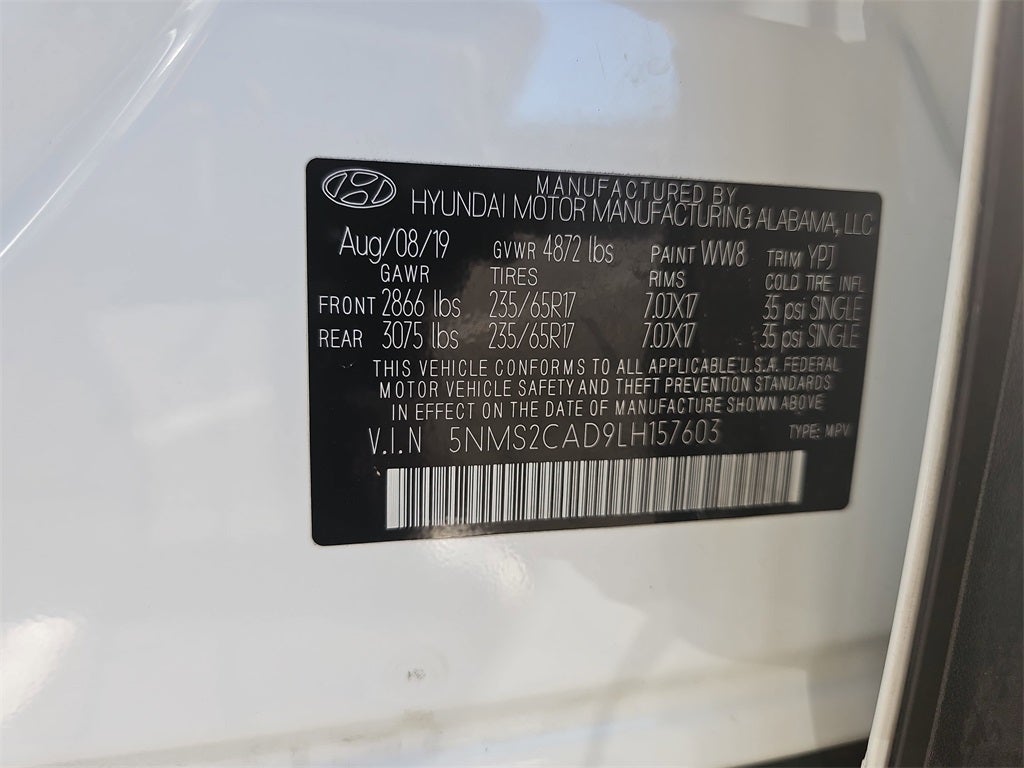 MANUFACTURED BY
HYUNDAI MOTOR MANUFACTURING ALABAMA, LLC
Aug/08/19 GVWR 4872 lbs PAINT WW8 TRIM YPJ
GAWR TIRES RIMS COLD TIRE INFL
FRONT 2866 lbs 235/65R17 7.0JX17 35 psi SINGLE
REAR 3075 lbs 235/65R17 7.0JX17 35 psi SINGLE
THIS VEHICLE CONFORMS TO ALL APPLICABLE U.S.A. FEDERAL
MOTOR VEHICLE SAFETY AND THEFT PREVENTION STANDARDS
IN EFFECT ON THE DATE OF MANUFACTURE SHOWN ABOVE
V.I.N 5NMS2CAD9LH157603 TYPE: MPV